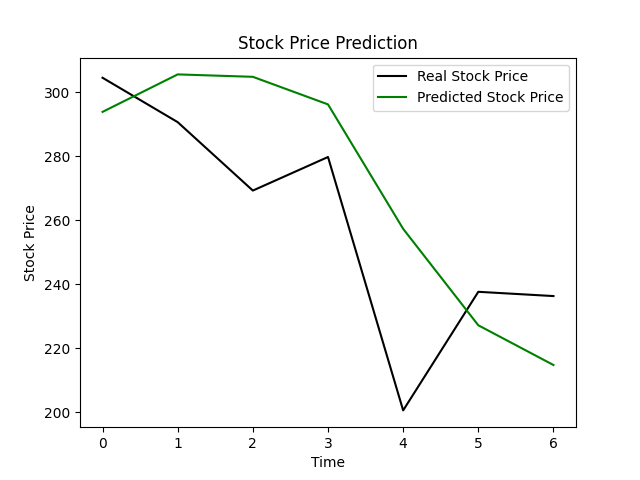 Stock Price Prediction
Real Stock Price
Predicted Stock Price
300
280
260
240
220
200
Stock Price
0 1 2 3 4 5 6
Time